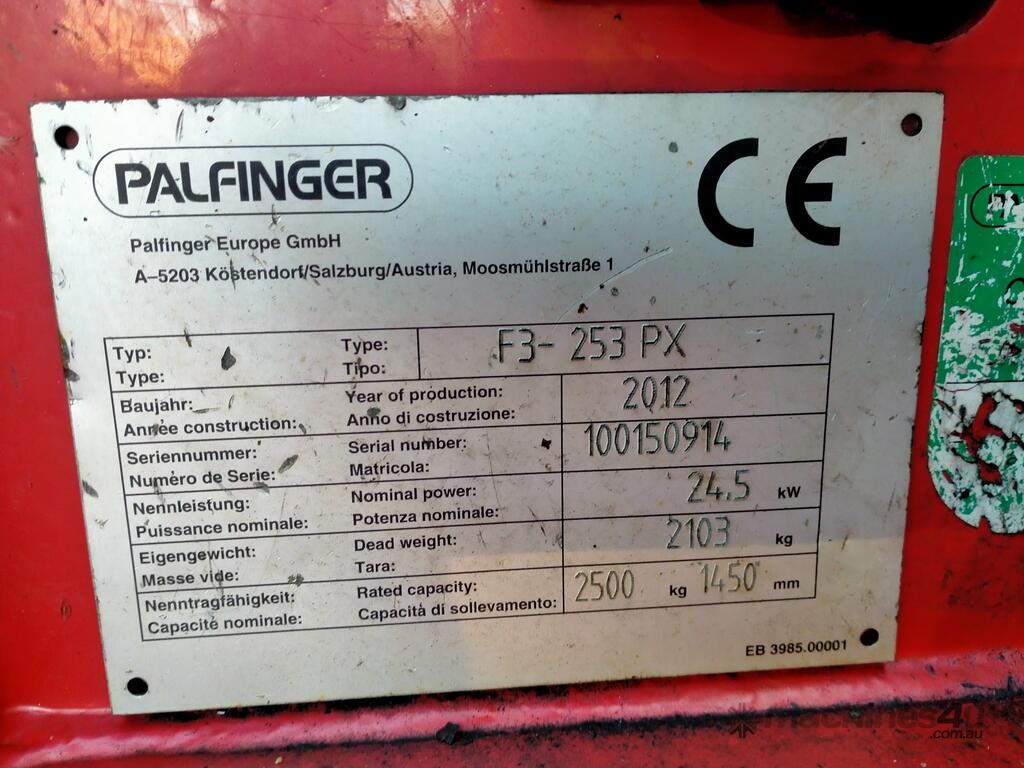 PALFINGER
CE
Palfinger Europe GmbH
A–5203 Köstendorf/Salzburg/Austria, Moosmühlstraße 1
Typ: Type: F3- 253 PX
Type: Tipo:
Baujahr: Year of production: 2012
Année construction: Anno di costruzione:
Seriennummer: Serial number: 100150914
Numéro de Serie: Matricola:
Nennleistung: Nominal power: 24.5 kW
Puissance nominale: Potenza nominale:
Eigengewicht: Dead weight: 2103 kg
Masse vide: Tara:
Nenntragfähigkeit: Rated capacity: 2500 kg 1450 mm
Capacité nominale: Capacità di sollevamento:
EB 3985.00001
machines4u
.com.au